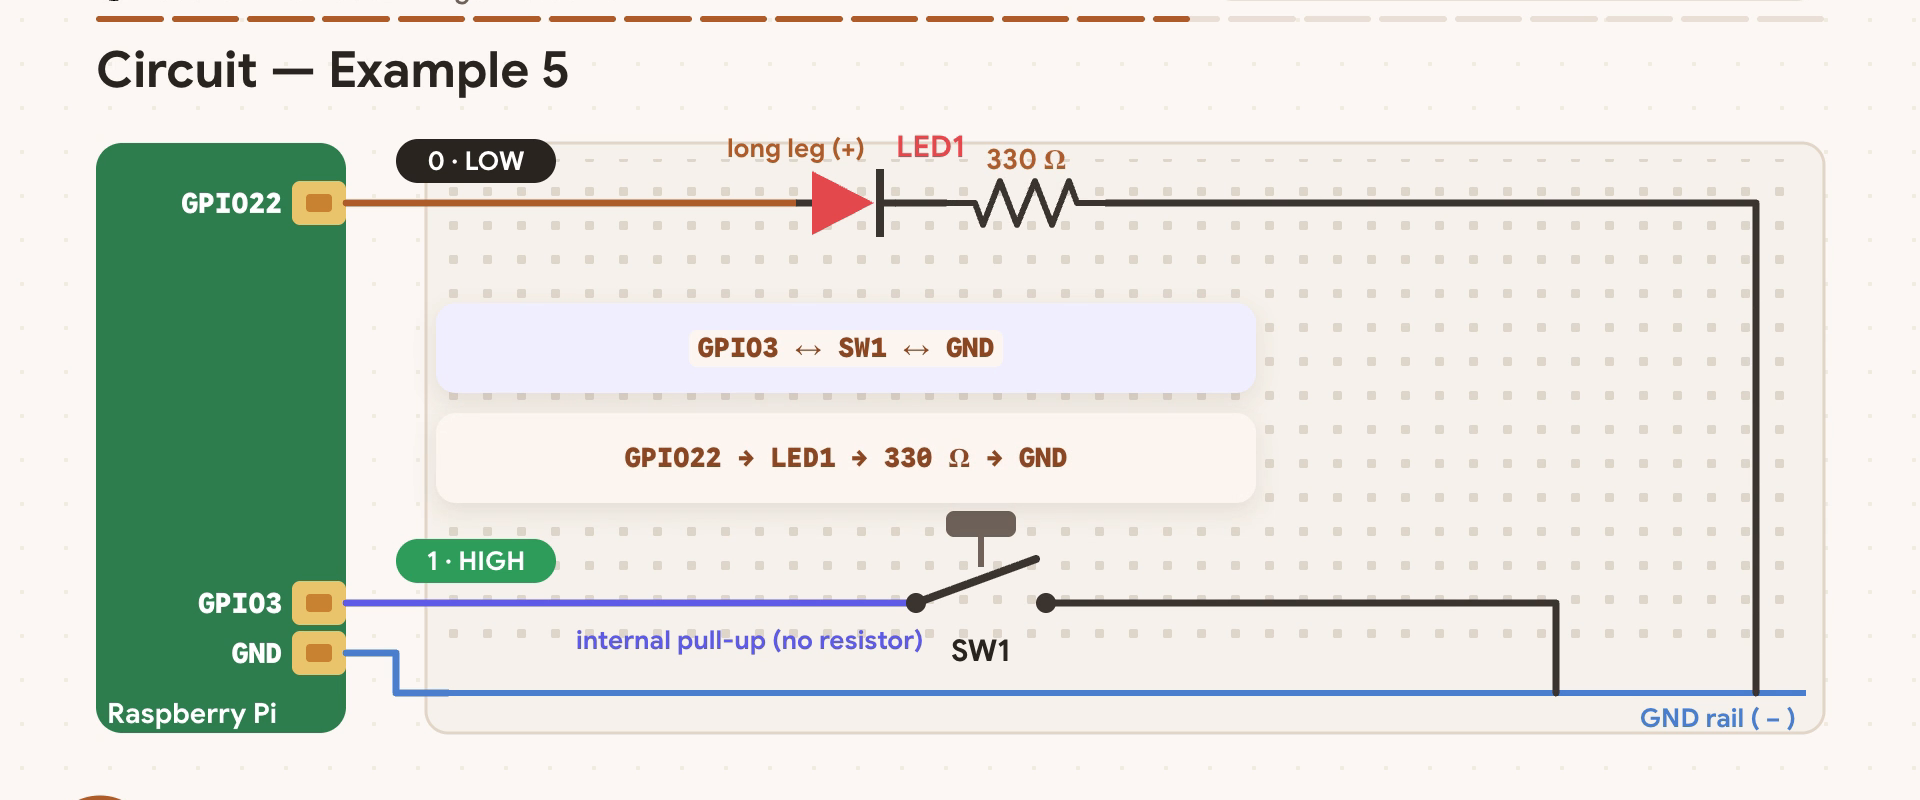 Circuit — Example 5
0 · LOW
long leg (+)
LED1
330 Ω
GPIO22
GPIO3 ↔ SW1 ↔ GND
GPIO22 → LED1 → 330 Ω → GND
1 · HIGH
GPIO3
internal pull-up (no resistor)
SW1
GND
Raspberry Pi
GND rail ( – )